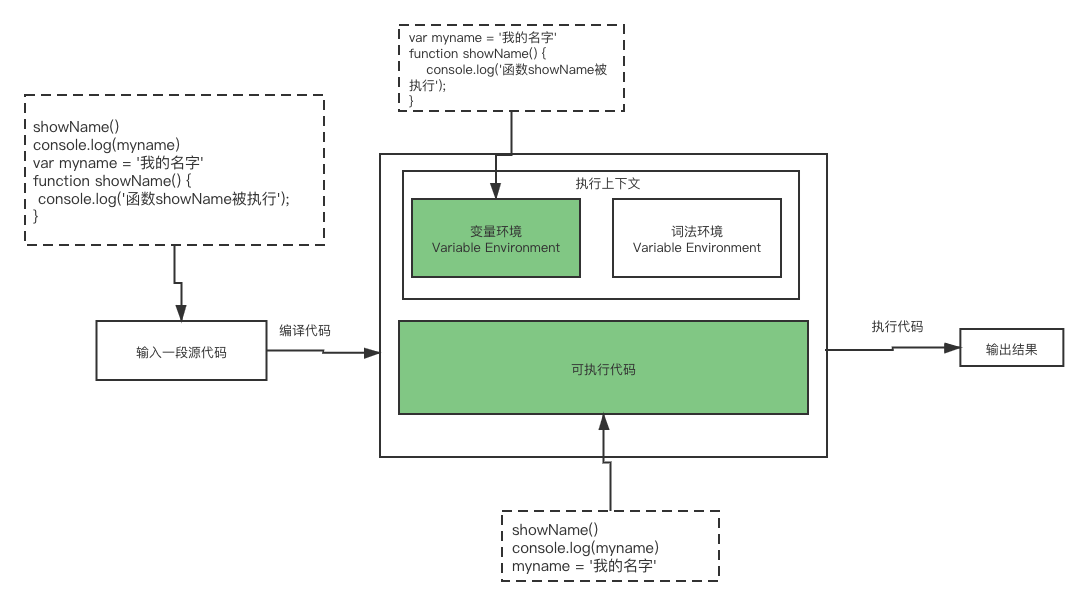 var myname = '我的名字'
function showName() {
console.log('函数showName被
执行');
}
showName()
console.log(myname)
var myname = '我的名字'
function showName() {
console.log('函数showName被执行');
}
执行上下文
变量环境
Variable Environment
词法环境
Variable Environment
输入一段源代码
编译代码
可执行代码
执行代码
输出结果
showName()
console.log(myname)
myname = '我的名字'